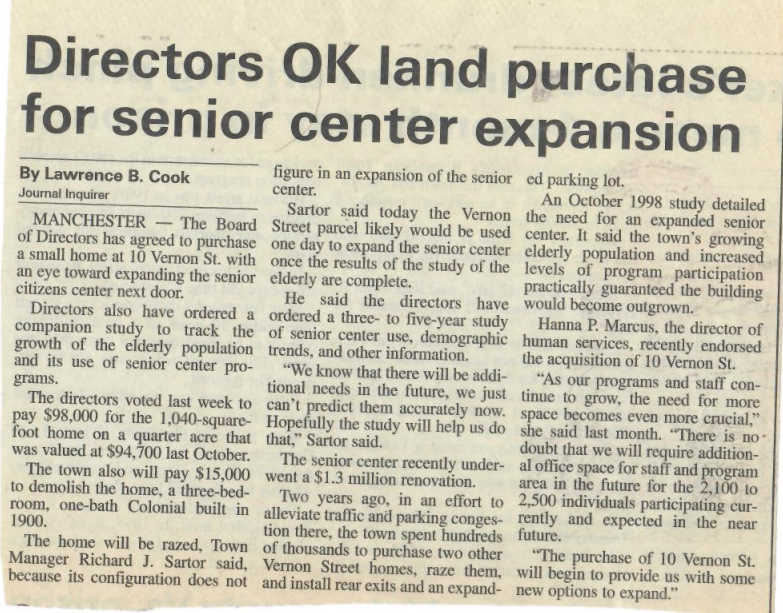 Directors OK land purchase
for senior center expansion
By Lawrence B. Cook
Journal Inquirer
MANCHESTER — The Board
of Directors has agreed to purchase
a small home at 10 Vernon St. with
an eye toward expanding the senior
citizens center next door.
Directors also have ordered a
companion study to track the
growth of the elderly population
and its use of senior center pro-
grams.
The directors voted last week to
pay $98,000 for the 1,040-square-
foot home on a quarter acre that
was valued at $94,700 last October.
The town also will pay $15,000
to demolish the home, a three-bed-
room, one-bath Colonial built in
1900.
The home will be razed, Town
Manager Richard J. Sartor said,
because its configuration does not
figure in an expansion of the senior
center.
Sartor said today the Vernon
Street parcel likely would be used
one day to expand the senior center
once the results of the study of the
elderly are complete.
He said the directors have
ordered a three- to five-year study
of senior center use, demographic
trends, and other information.
“We know that there will be addi-
tional needs in the future, we just
can’t predict them accurately now.
Hopefully the study will help us do
that,” Sartor said.
The senior center recently under-
went a $1.3 million renovation.
Two years ago, in an effort to
alleviate traffic and parking conges-
tion there, the town spent hundreds
of thousands to purchase two other
Vernon Street homes, raze them,
and install rear exits and an expand-
ed parking lot.
An October 1998 study detailed
the need for an expanded senior
center. It said the town’s growing
elderly population and increased
levels of program participation
practically guaranteed the building
would become outgrown.
Hanna P. Marcus, the director of
human services, recently endorsed
the acquisition of 10 Vernon St.
“As our programs and staff con-
tinue to grow, the need for more
space becomes even more crucial,”
she said last month. “There is no
doubt that we will require addition-
al office space for staff and program
area in the future for the 2,100 to
2,500 individuals participating cur-
rently and expected in the near
future.
“The purchase of 10 Vernon St.
will begin to provide us with some
new options to expand.”